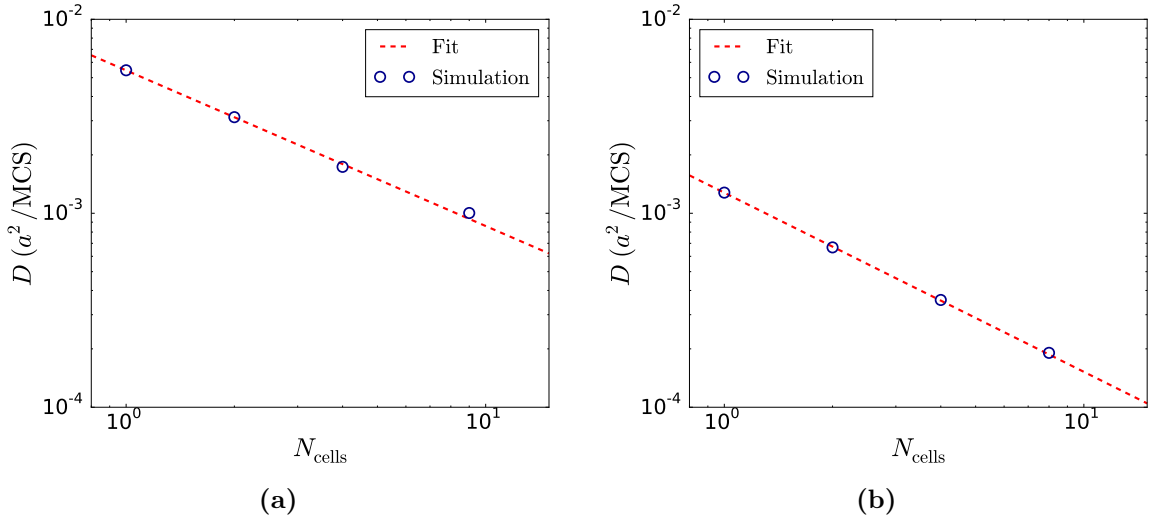 10^-2
10^-3
10^-4
D (a^2/MCS)
Fit
Simulation
10^0
10^1
N_cells
(a)
10^-2
10^-3
10^-4
D (a^2/MCS)
Fit
Simulation
10^0
10^1
N_cells
(b)